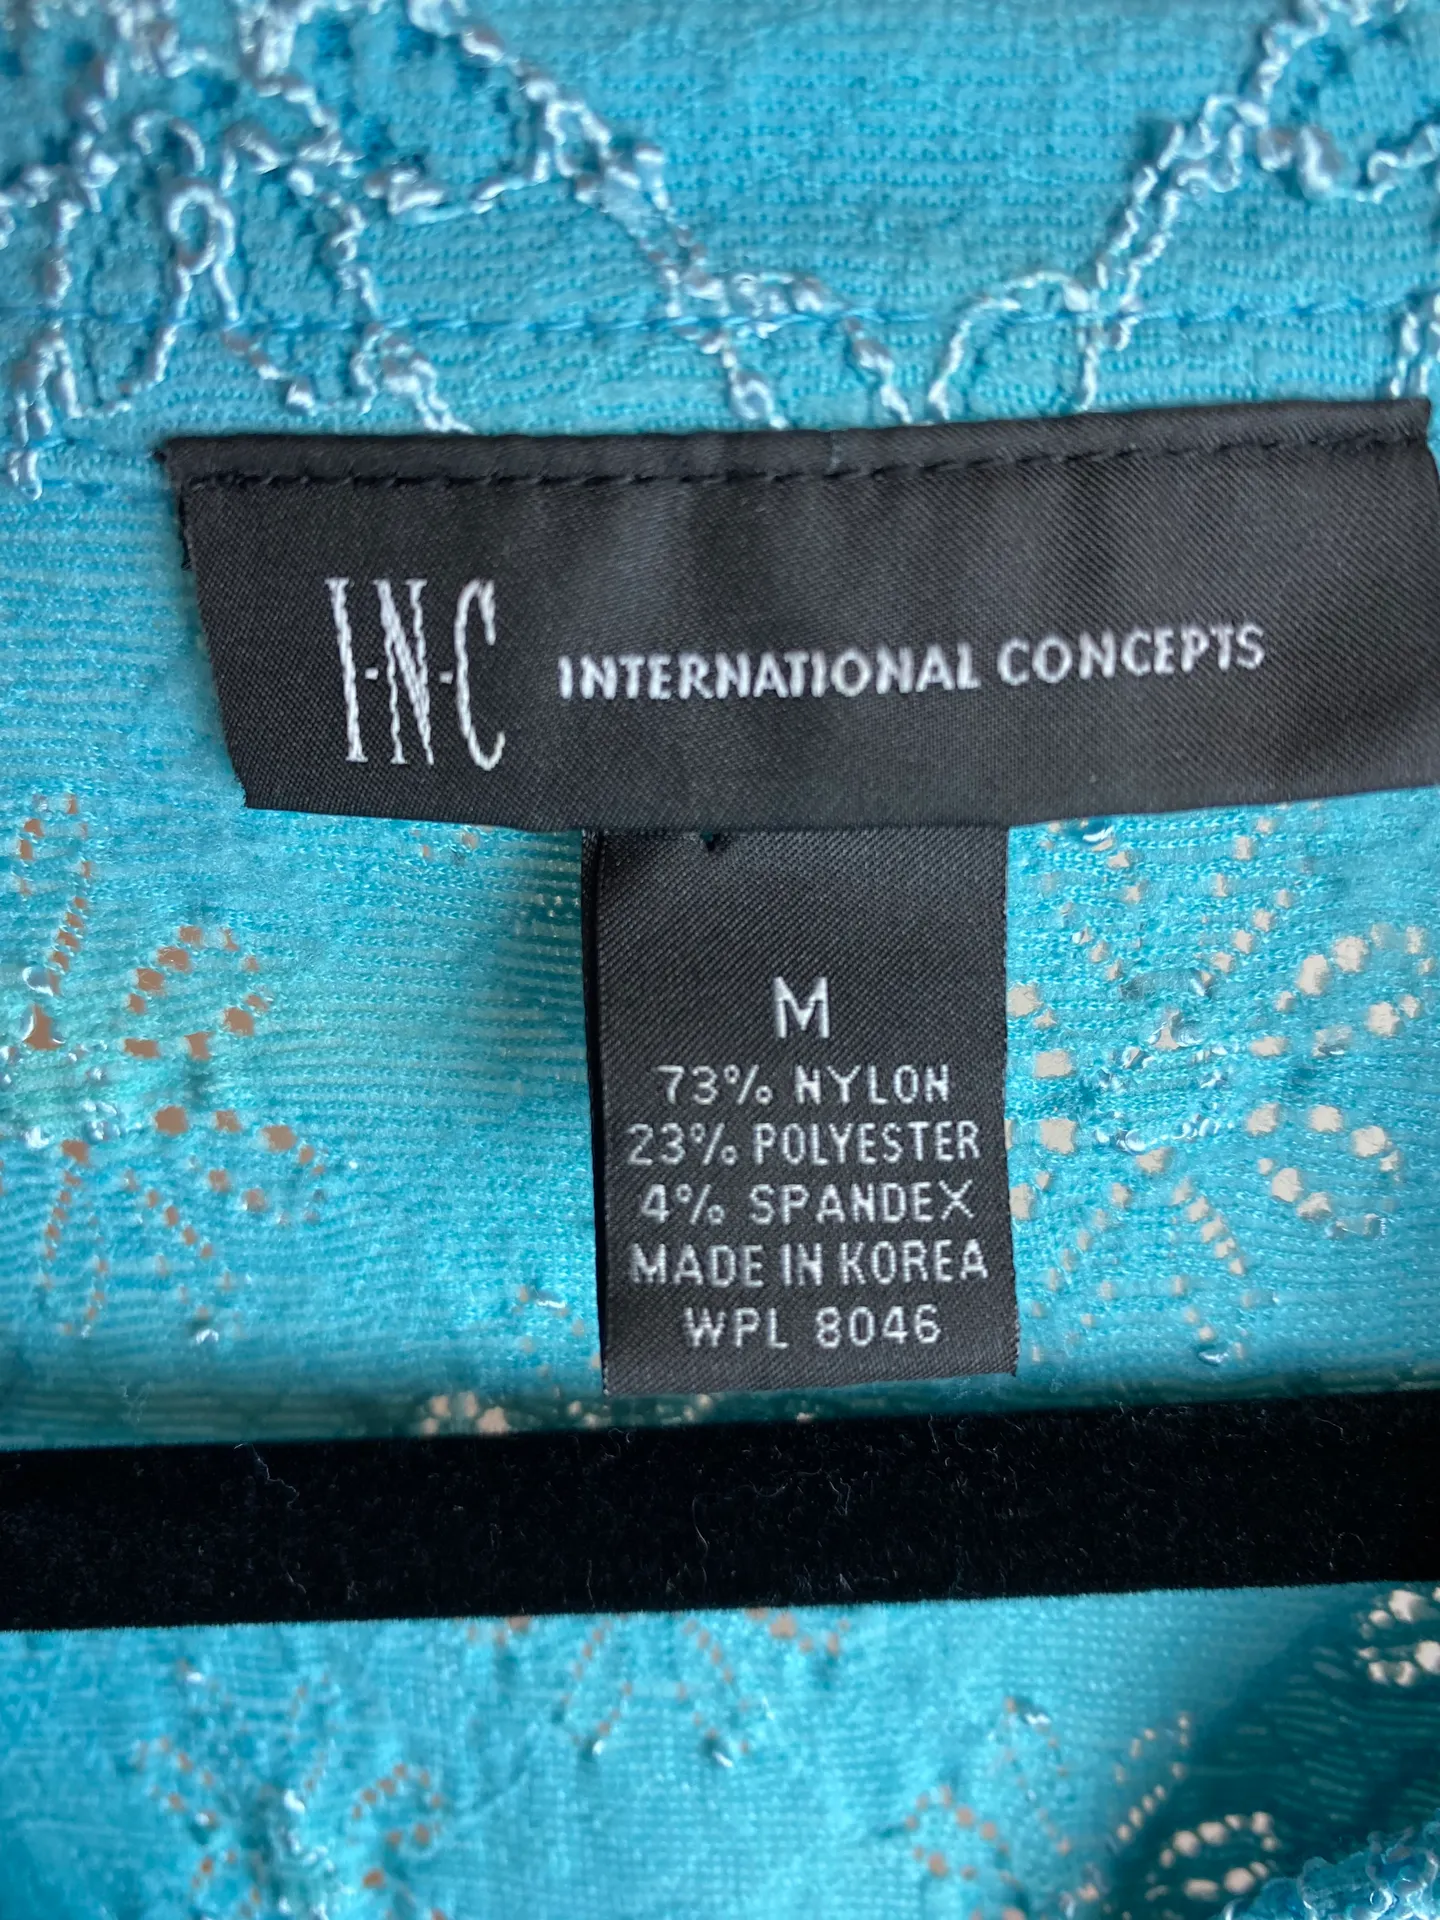 I-N-C INTERNATIONAL CONCEPTS
M
73% NYLON
23% POLYESTER
4% SPANDEX
MADE IN KOREA
WPL 8046